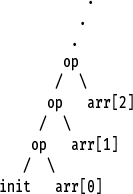 op
op arr[2]
op arr[1]
init arr[0]